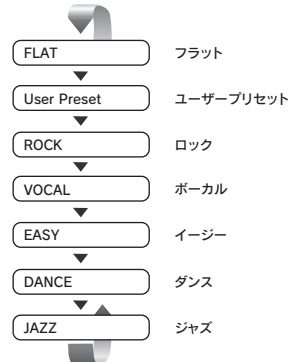 FLAT フラット
User Preset ユーザープリセット
ROCK ロック
VOCAL ボーカル
EASY イージー
DANCE ダンス
JAZZ ジャズ